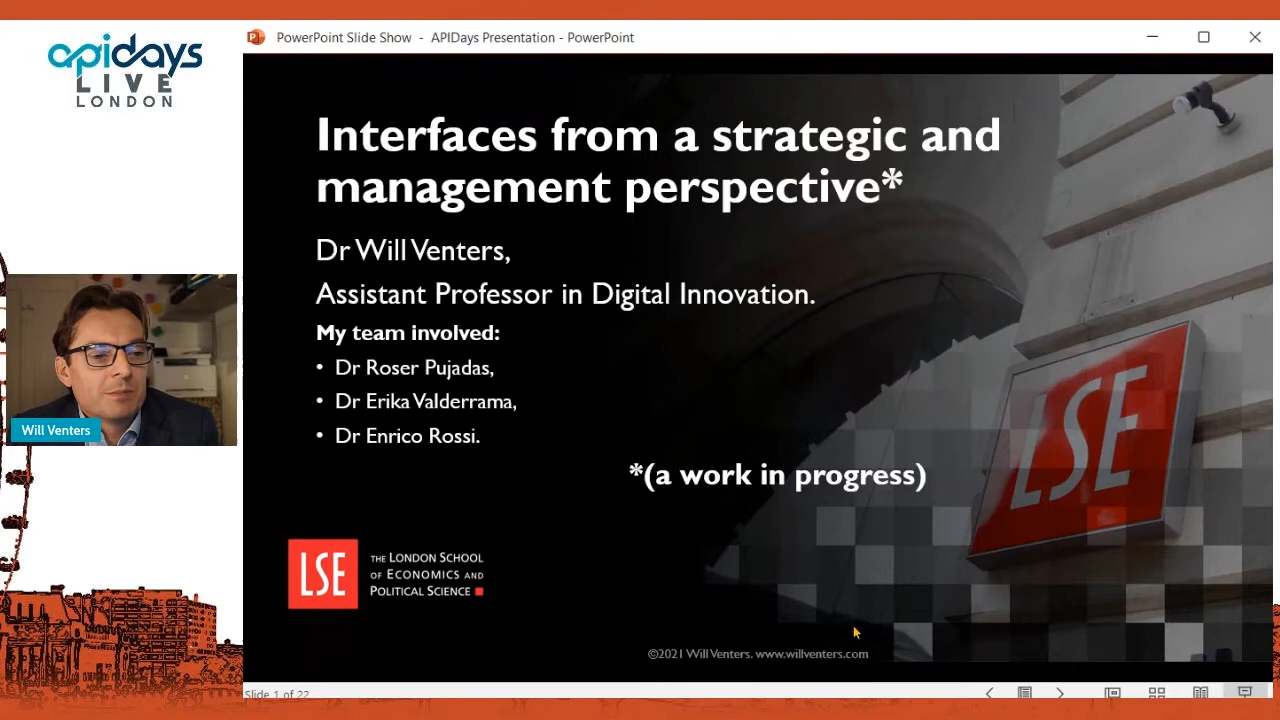 apidays
LIVE
LONDON
PowerPoint Slide Show - APIDays Presentation - PowerPoint
Interfaces from a strategic and
management perspective*
Dr Will Venters,
Assistant Professor in Digital Innovation.
My team involved:
• Dr Roser Pujadas,
• Dr Erika Valderrama,
• Dr Enrico Rossi.
*(a work in progress)
LSE
Will Venters
LSE
THE LONDON SCHOOL
OF ECONOMICS AND
POLITICAL SCIENCE
©2021 Will Venters. www.willventers.com
Slide 1 of 22